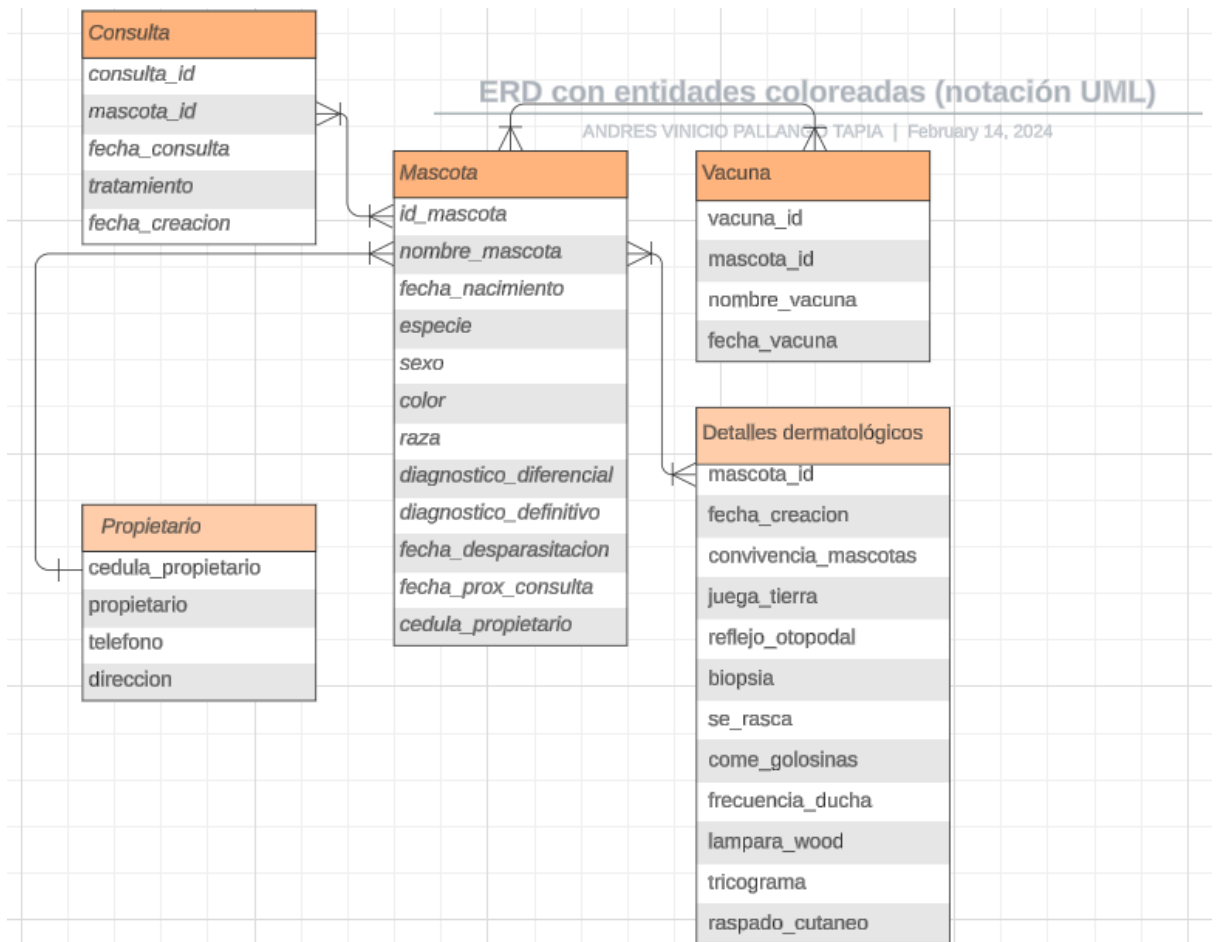 Consulta
consulta_id
mascota_id
fecha_consulta
tratamiento
fecha_creacion
ERD con entidades coloreadas (notación UML)
ANDRES VINICIO PALLANGO TAPIA | February 14, 2024
Mascota
id_mascota
nombre_mascota
fecha_nacimiento
especie
sexo
color
raza
diagnostico_diferencial
diagnostico_definitivo
fecha_desparasitacion
fecha_prox_consulta
cedula_propietario
Vacuna
vacuna_id
mascota_id
nombre_vacuna
fecha_vacuna
Propietario
cedula_propietario
propietario
telefono
direccion
Detalles dermatológicos
mascota_id
fecha_creacion
convivencia_mascotas
juega_tierra
reflejo_otopodal
biopsia
se_rasca
come_golosinas
frecuencia_ducha
lampara_wood
tricograma
raspado_cutaneo